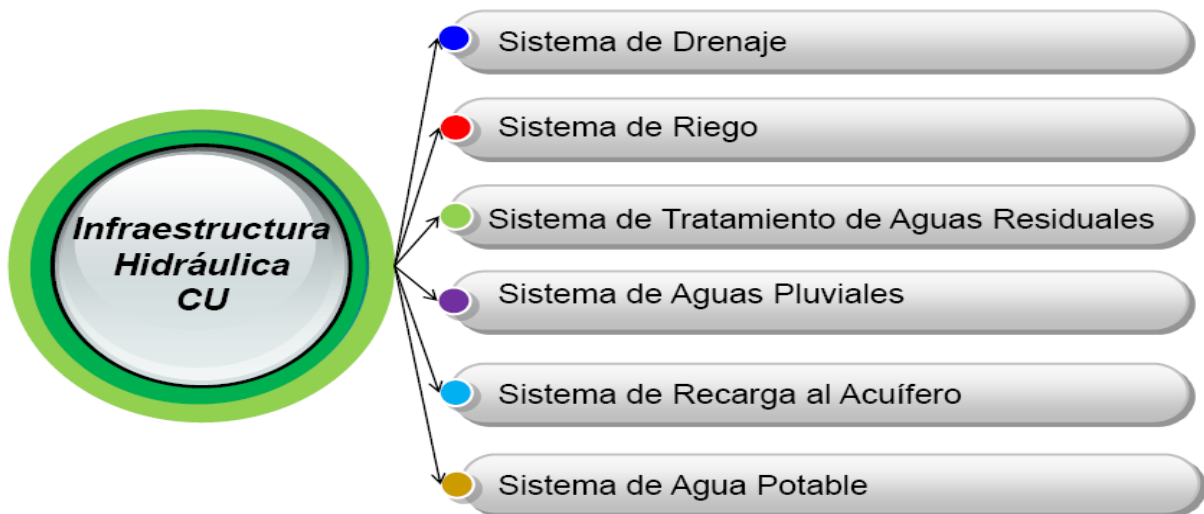 Infraestructura
Hidráulica
CU
Sistema de Drenaje
Sistema de Riego
Sistema de Tratamiento de Aguas Residuales
Sistema de Aguas Pluviales
Sistema de Recarga al Acuífero
Sistema de Agua Potable